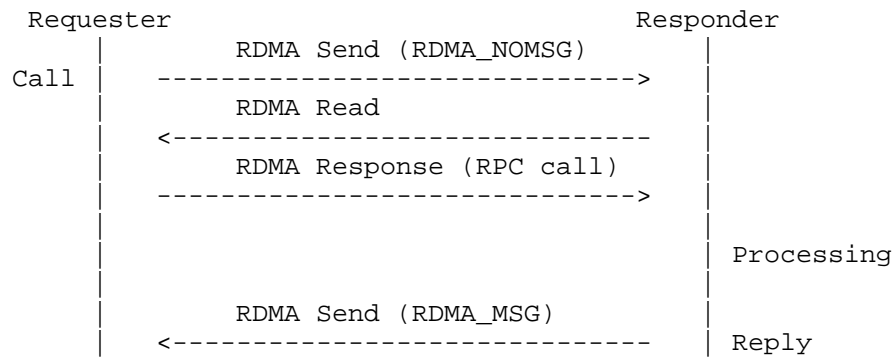 Requester Responder
RDMA Send (RDMA_NOMSG)
Call
RDMA Read
RDMA Response (RPC call)
Processing
RDMA Send (RDMA_MSG)
Reply